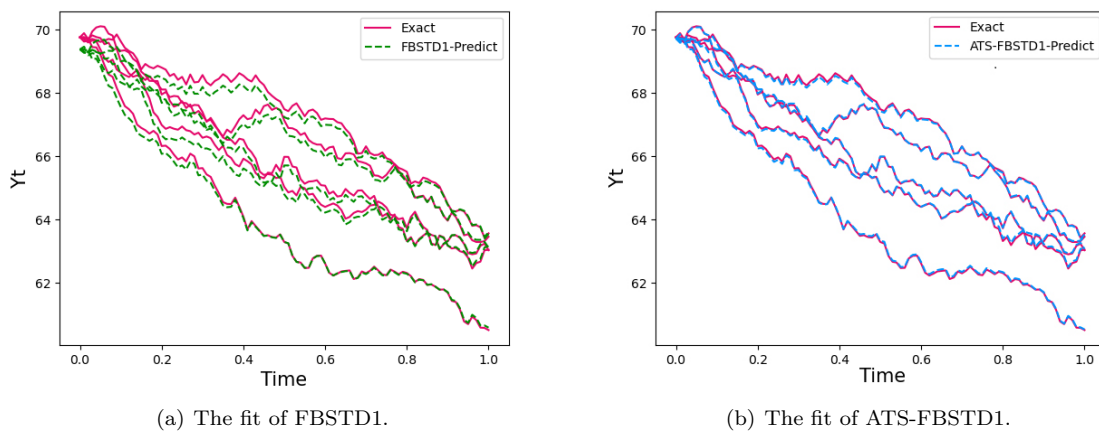 70
68
66
64
62
Yt
0.0 0.2 0.4 0.6 0.8 1.0
Time
Exact
FBSTD1-Predict
(a) The fit of FBSTD1.
70
68
66
64
62
Yt
0.0 0.2 0.4 0.6 0.8 1.0
Time
Exact
ATS-FBSTD1-Predict
(b) The fit of ATS-FBSTD1.